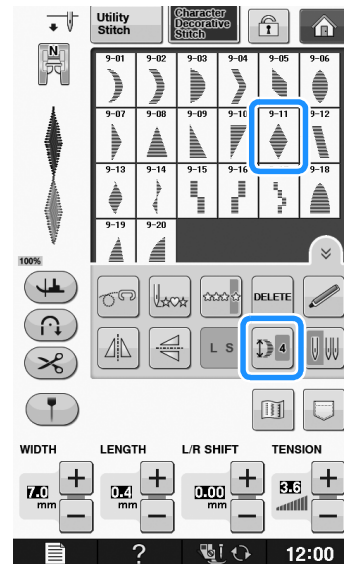 Utility
Stitch
Character
Decorative
Stitch
N
9-01 9-02 9-03 9-04 9-05 9-06
9-07 9-08 9-09 9-10 9-11 9-12
9-13 9-14 9-15 9-16 9-18
9-19 9-20
100%
DELETE
L S 4
WIDTH LENGTH L/R SHIFT TENSION
7.0 mm + − 0.4 mm + − 0.00 mm + − 3.6 + −
? 12:00